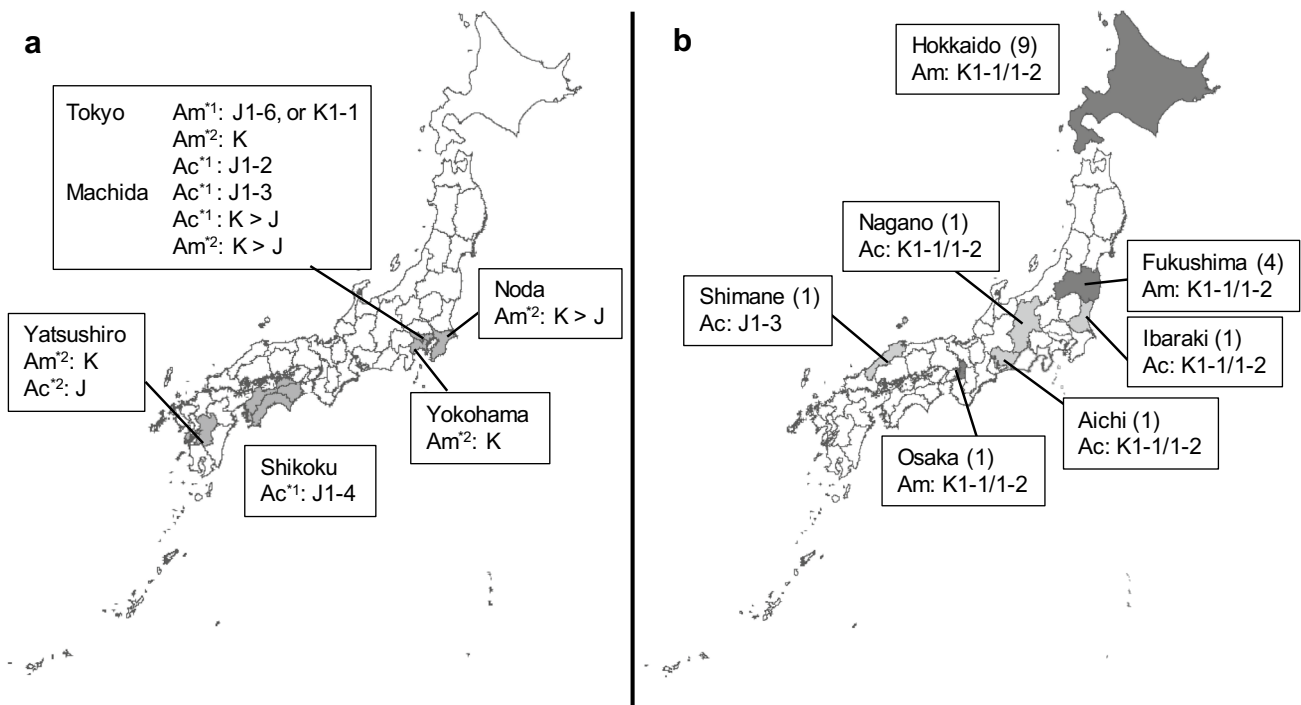 a
Tokyo Am*1: J1-6, or K1-1
Am*2: K
Ac*1: J1-2
Machida Ac*1: J1-3
Ac*1: K > J
Am*2: K > J
Noda
Am*2: K > J
Yatsushiro
Am*2: K
Ac*2: J
Yokohama
Am*2: K
Shikoku
Ac*1: J1-4
b
Hokkaido (9)
Am: K1-1/1-2
Nagano (1)
Ac: K1-1/1-2
Fukushima (4)
Am: K1-1/1-2
Shimane (1)
Ac: J1-3
Ibaraki (1)
Ac: K1-1/1-2
Aichi (1)
Ac: K1-1/1-2
Osaka (1)
Am: K1-1/1-2